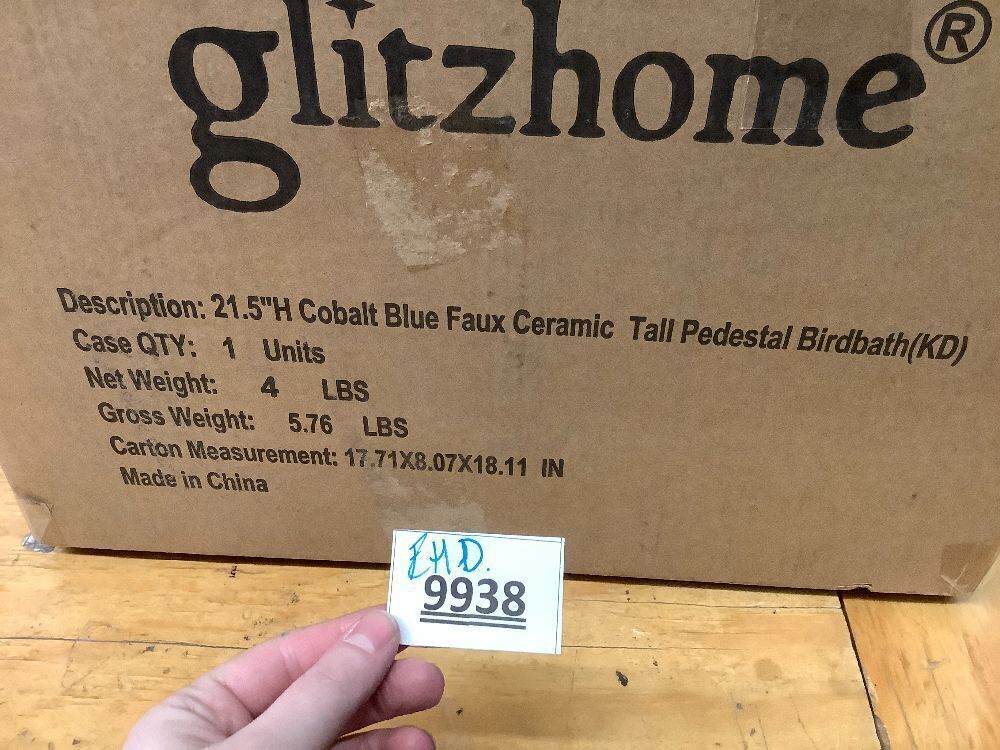 glitzhome®
Description: 21.5"H Cobalt Blue Faux Ceramic Tall Pedestal Birdbath(KD)
Case QTY: 1 Units
Net Weight: 4 LBS
Gross Weight: 5.76 LBS
Carton Measurement: 17.71X8.07X18.11 IN
Made in China
EHD.
9938